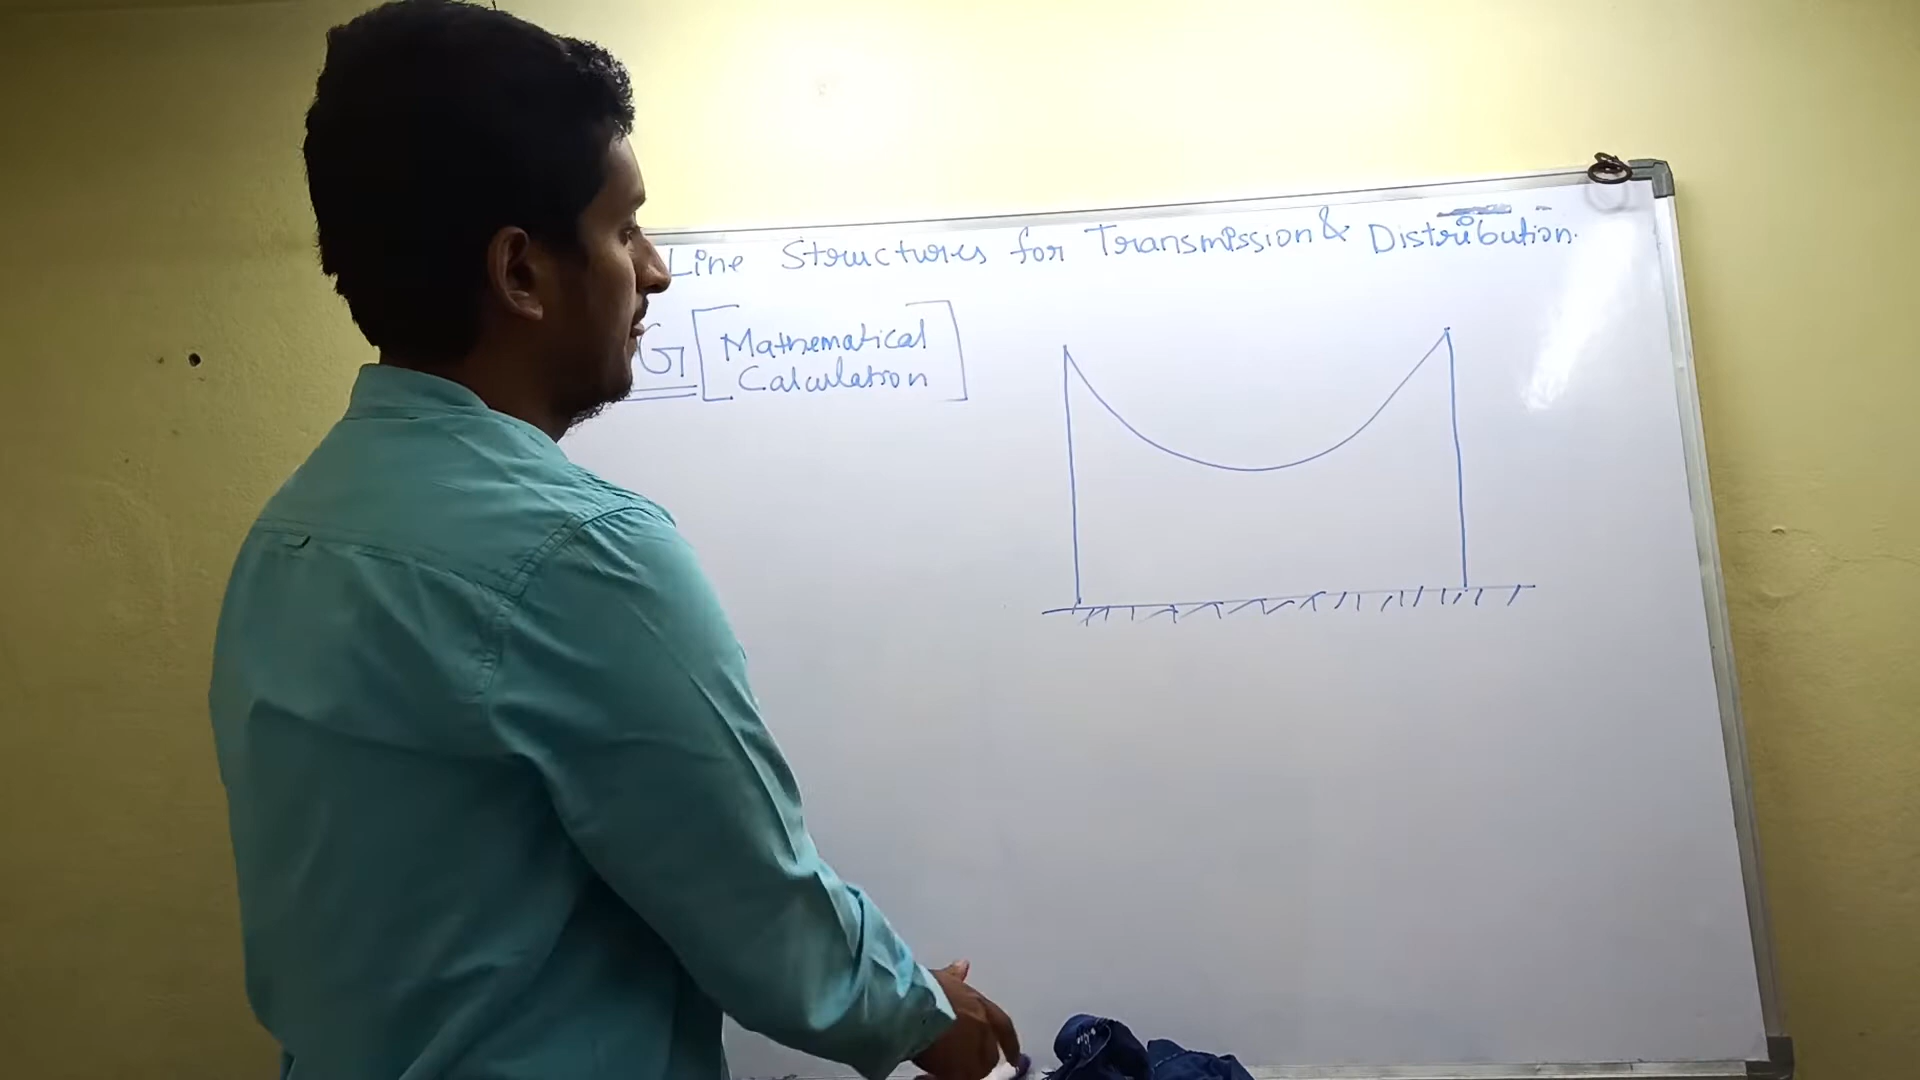 Line Structures for Transmission & Distribution.
G [Mathematical
Calculation]